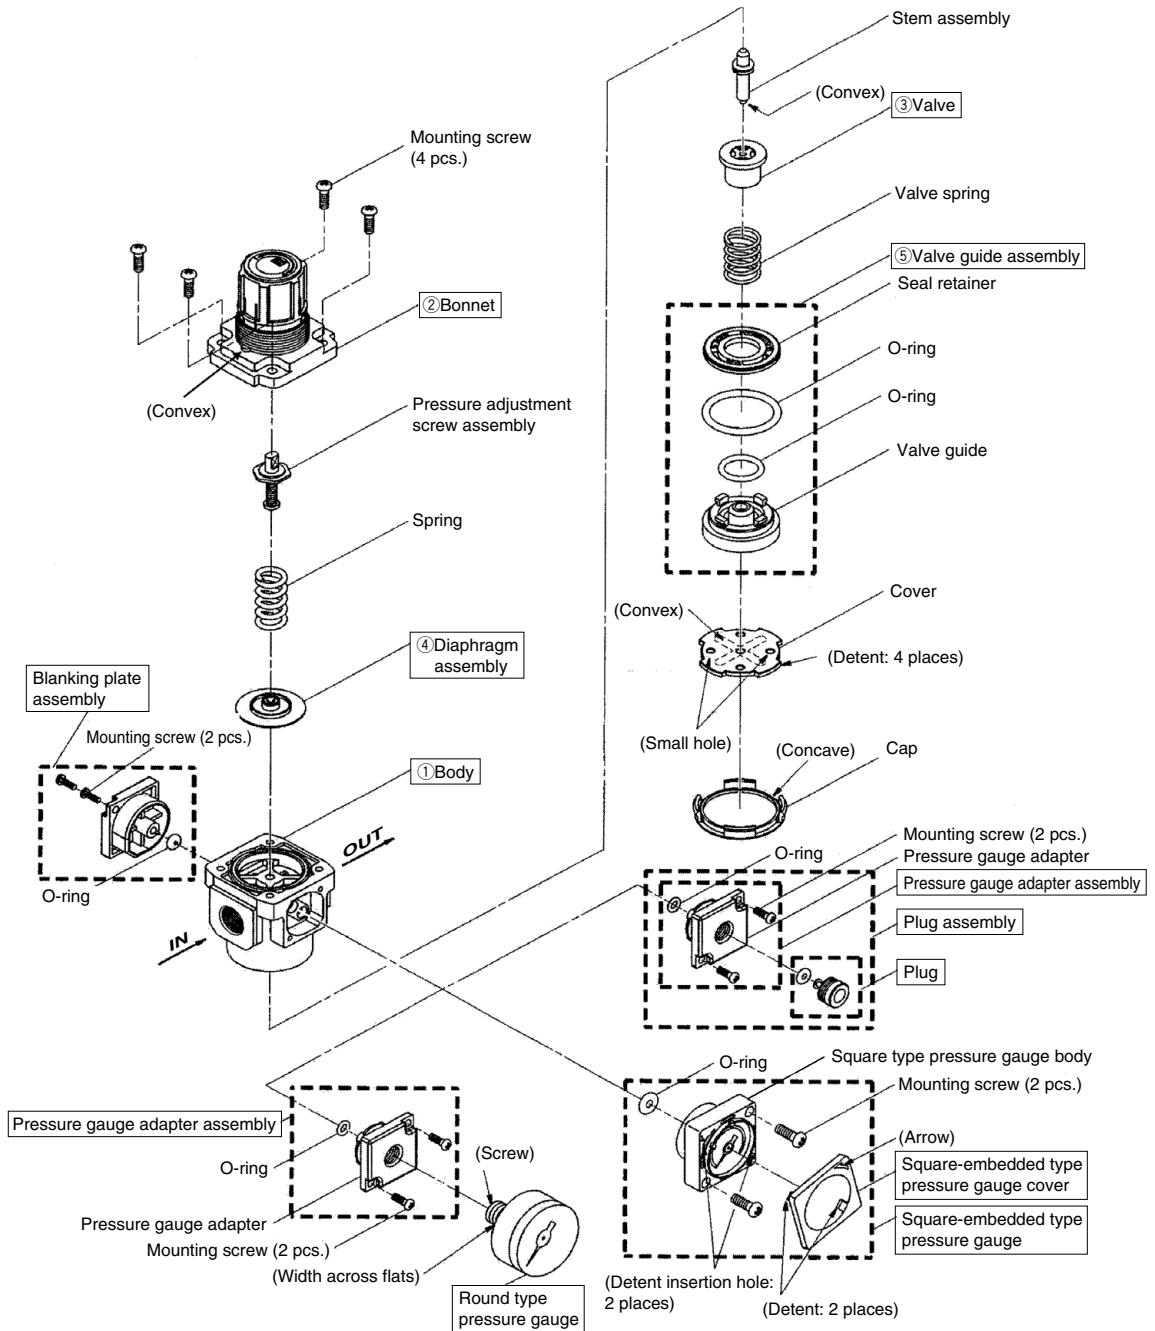 Stem assembly
(Convex)
③Valve
Mounting screw
(4 pcs.)
Valve spring
⑤Valve guide assembly
Seal retainer
②Bonnet
O-ring
(Convex)
Pressure adjustment
screw assembly
O-ring
Valve guide
Spring
Cover
(Convex)
④Diaphragm
assembly
(Detent: 4 places)
Blanking plate
assembly
Mounting screw (2 pcs.)
(Small hole)
(Concave)
Cap
①Body
OUT
Mounting screw (2 pcs.)
O-ring
Pressure gauge adapter
Pressure gauge adapter assembly
O-ring
Plug assembly
IN
Plug
O-ring
Square type pressure gauge body
Mounting screw (2 pcs.)
Pressure gauge adapter assembly
(Arrow)
(Screw)
O-ring
Square-embedded type
pressure gauge cover
Pressure gauge adapter
Square-embedded type
pressure gauge
Mounting screw (2 pcs.)
(Width across flats)
(Detent insertion hole:
2 places)
(Detent: 2 places)
Round type
pressure gauge